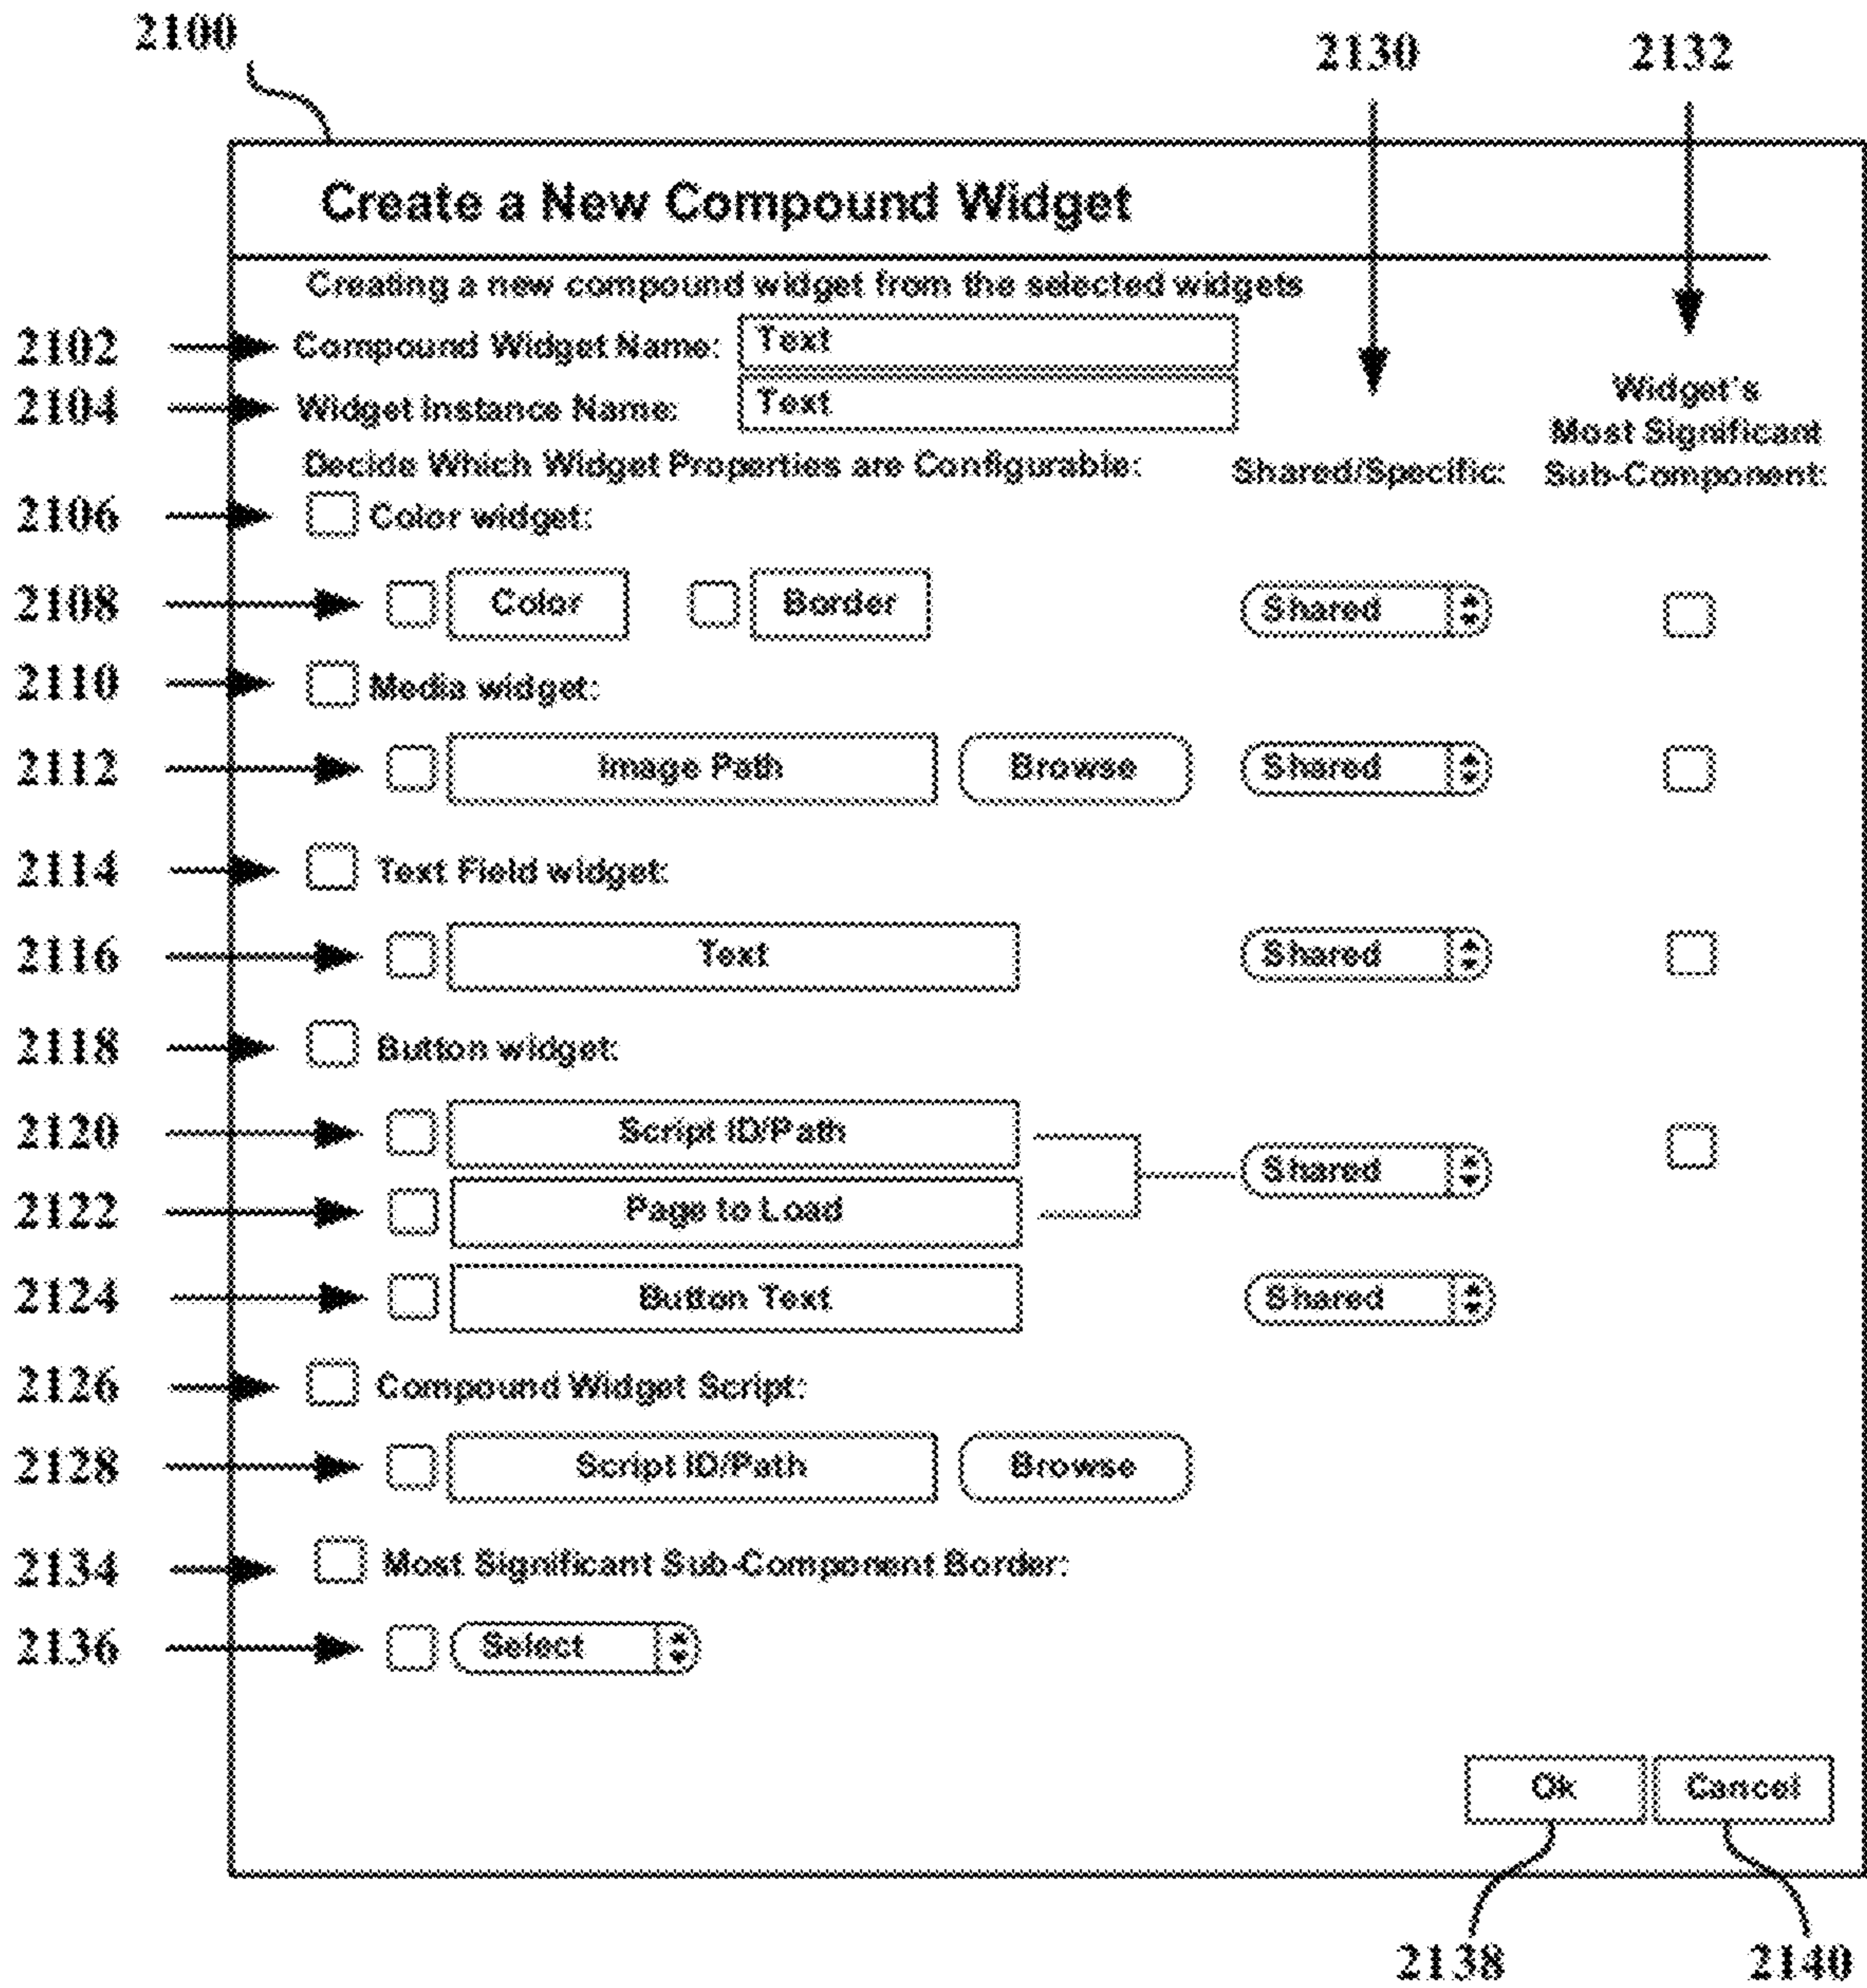 2100
2130 2132
Create a New Compound Widget
Creating a new compound widget from the selected widgets
2102 Compound Widget Name: Text
2104 Widget Instance Name: Text
Widget's
Most Significant
Sub-Component:
Decide Which Widget Properties are Configurable: Shared/Specific:
2106 Color widget:
2108 Color Border Shared
2110 Media widget:
2112 Image Path Browse Shared
2114 Text Field widget:
2116 Text Shared
2118 Button widget:
2120 Script ID/Path
Shared
2122 Page to Load
2124 Button Text Shared
2126 Compound Widget Script:
2128 Script ID/Path Browse
2134 Most Significant Sub-Component Border:
2136 Select
Ok Cancel
2138 2140